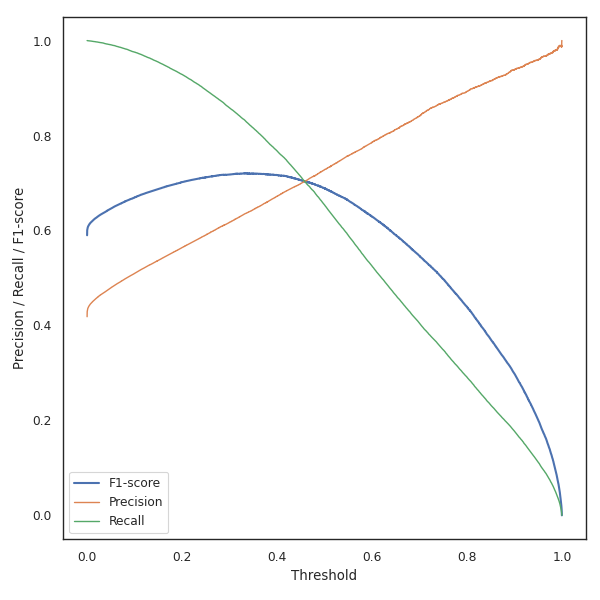 1.0
0.8
0.6
0.4
0.2
0.0
Precision / Recall / F1-score
F1-score
Precision
Recall
0.0 0.2 0.4 0.6 0.8 1.0
Threshold